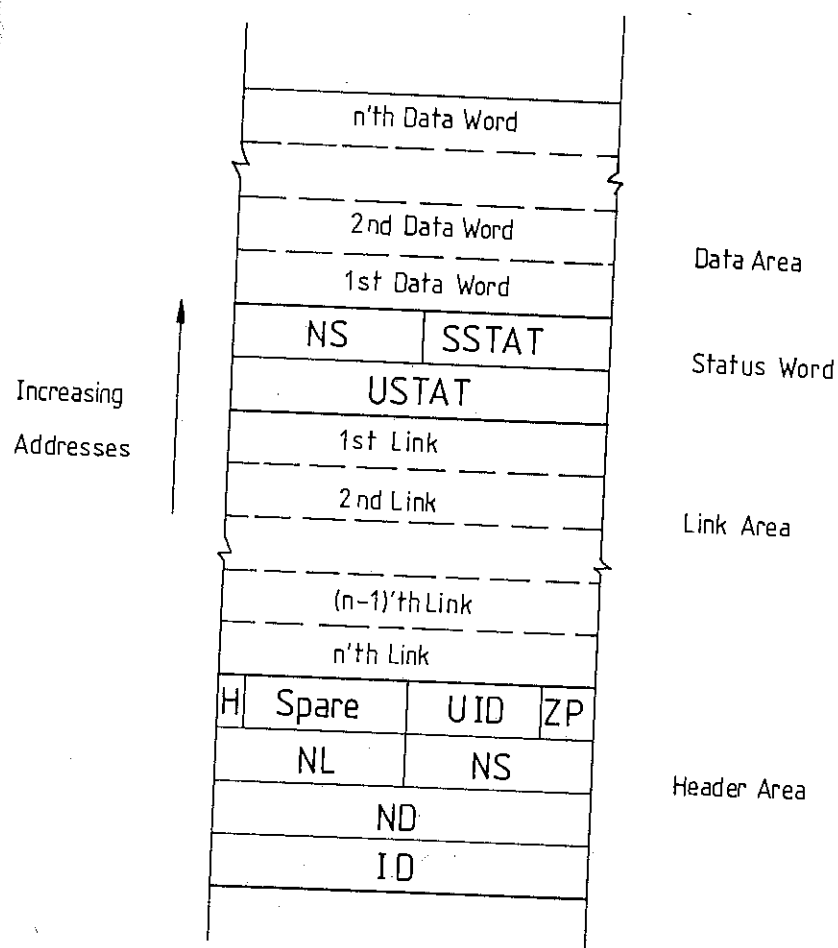 n'th Data Word
2nd Data Word
1st Data Word
Data Area
NS SSTAT
Status Word
USTAT
Increasing
Addresses
1st Link
2nd Link
Link Area
(n-1)'th Link
n'th Link
H Spare UID ZP
NL NS
Header Area
ND
ID